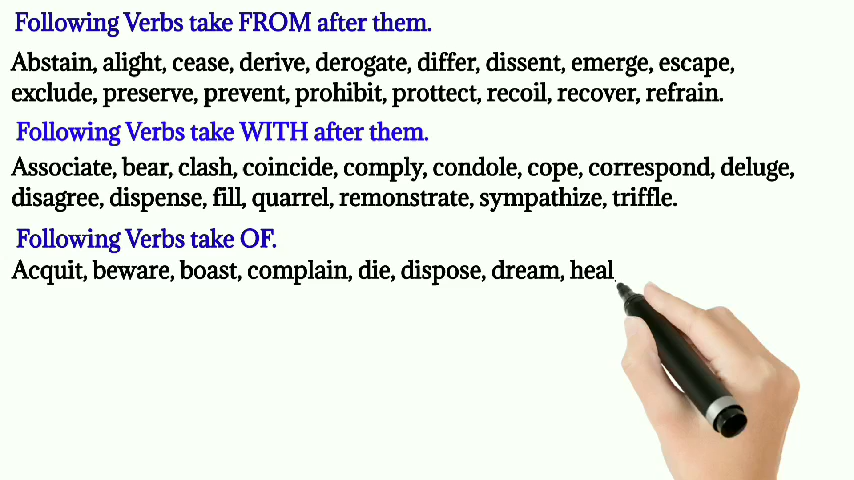 Following Verbs take FROM after them.
Abstain, alight, cease, derive, derogate, differ, dissent, emerge, escape,
exclude, preserve, prevent, prohibit, prottect, recoil, recover, refrain.
Following Verbs take WITH after them.
Associate, bear, clash, coincide, comply, condole, cope, correspond, deluge,
disagree, dispense, fill, quarrel, remonstrate, sympathize, triffle.
Following Verbs take OF.
Acquit, beware, boast, complain, die, dispose, dream, heal